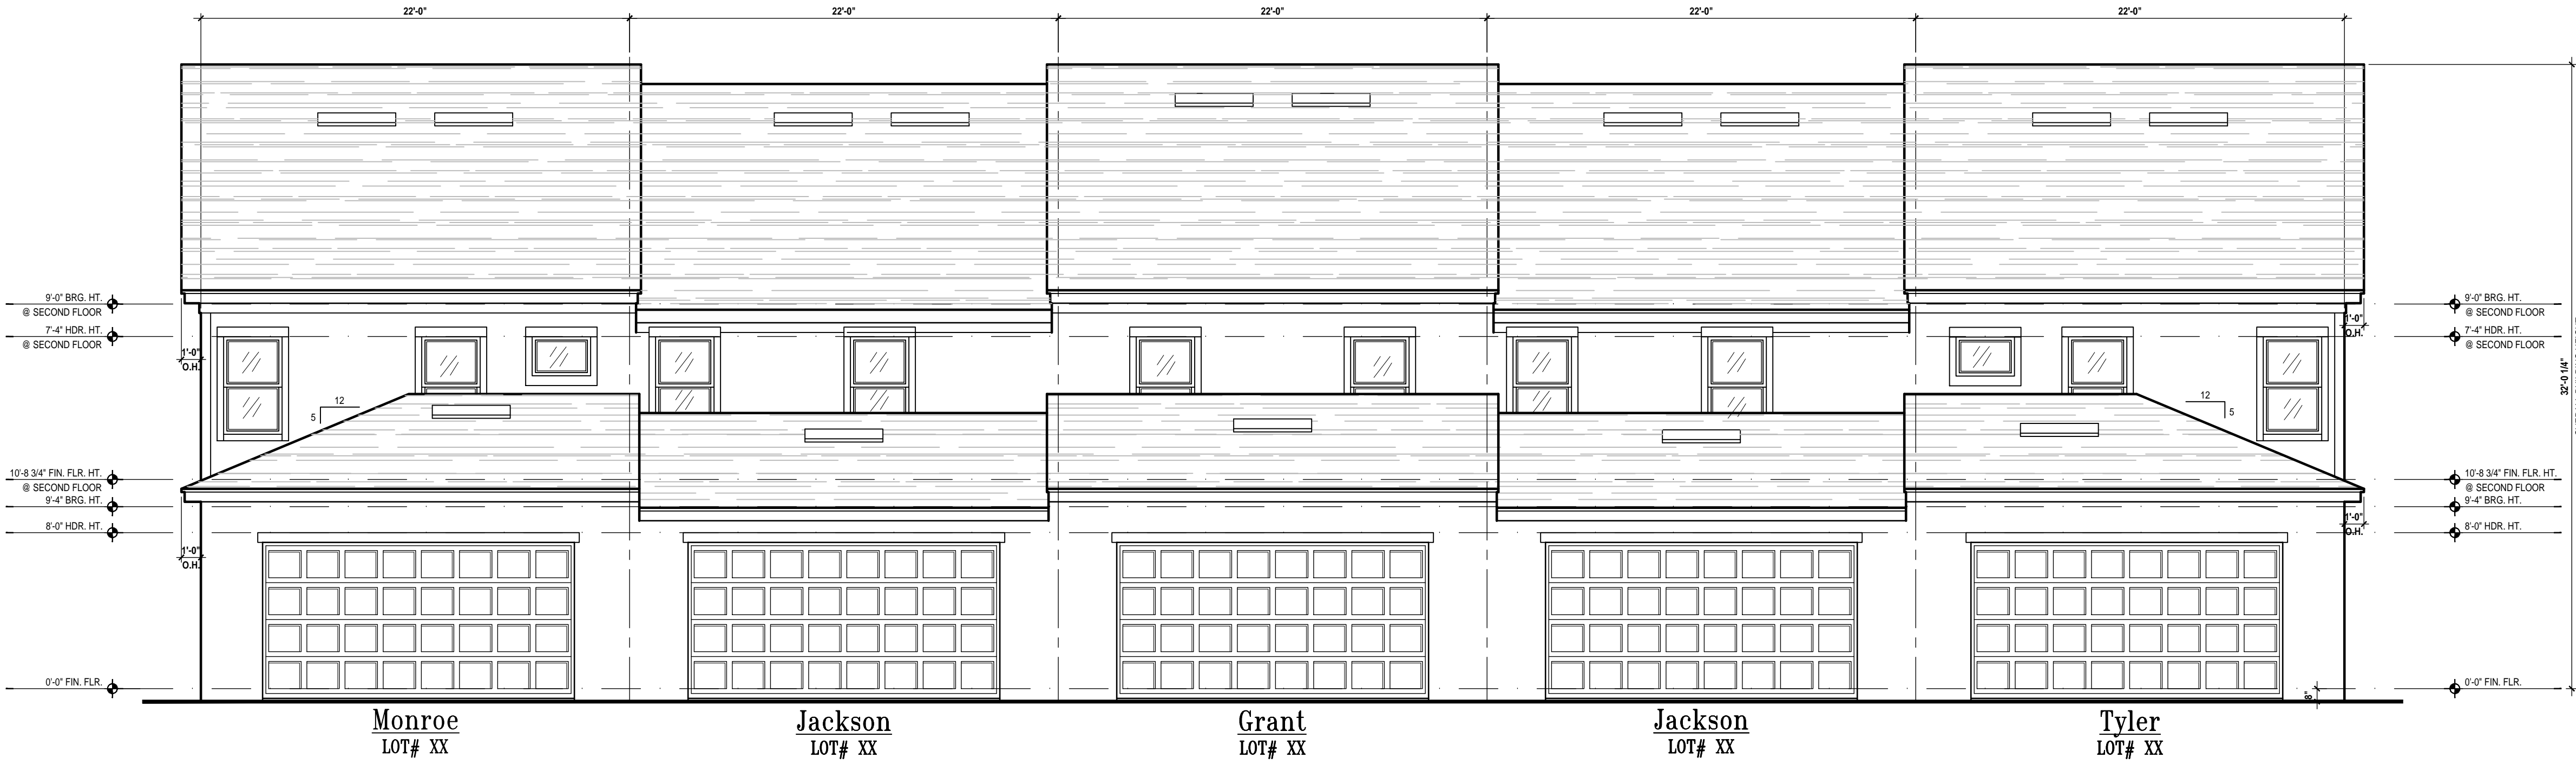 22'-0" 22'-0" 22'-0" 22'-0" 22'-0"
9'-0" BRG. HT.
@ SECOND FLOOR
7'-4" HDR. HT.
@ SECOND FLOOR
1'-0"
O.H.
12
5
10'-8 3/4" FIN. FLR. HT.
@ SECOND FLOOR
9'-4" BRG. HT.
8'-0" HDR. HT.
1'-0"
O.H.
0'-0" FIN. FLR.
9'-0" BRG. HT.
@ SECOND FLOOR
1'-0"
O.H.
7'-4" HDR. HT.
@ SECOND FLOOR
32'-0 1/4"
12
5
10'-8 3/4" FIN. FLR. HT.
@ SECOND FLOOR
9'-4" BRG. HT.
1'-0"
O.H.
8'-0" HDR. HT.
0'-0" FIN. FLR.
8"
Monroe
LOT# XX
Jackson
LOT# XX
Grant
LOT# XX
Jackson
LOT# XX
Tyler
LOT# XX